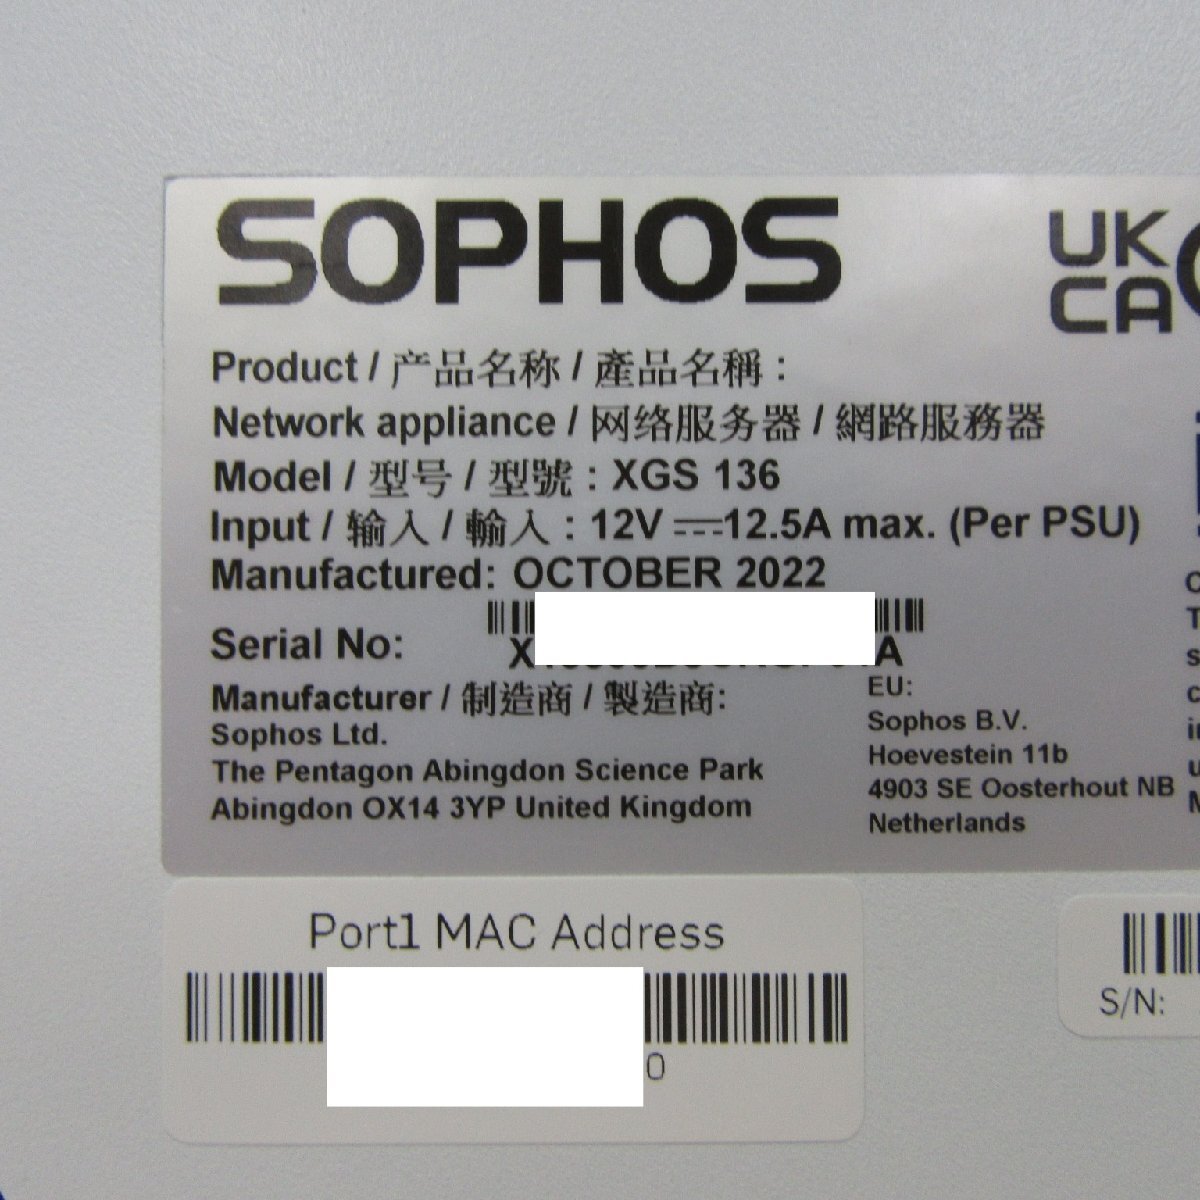 SOPHOS
UK
CA
Product / 产品名称 / 產品名稱 :
Network appliance / 网络服务器 / 網路服務器
Model / 型号 / 型號 : XGS 136
Input / 输入 / 輸入 : 12V ⎓ 12.5A max. (Per PSU)
Manufactured: OCTOBER 2022
Serial No:
Manufacturer / 制造商 / 製造商:
Sophos Ltd.
The Pentagon Abingdon Science Park
Abingdon OX14 3YP United Kingdom
EU:
Sophos B.V.
Hoevestein 11b
4903 SE Oosterhout NB
Netherlands
Port1 MAC Address
0
S/N: